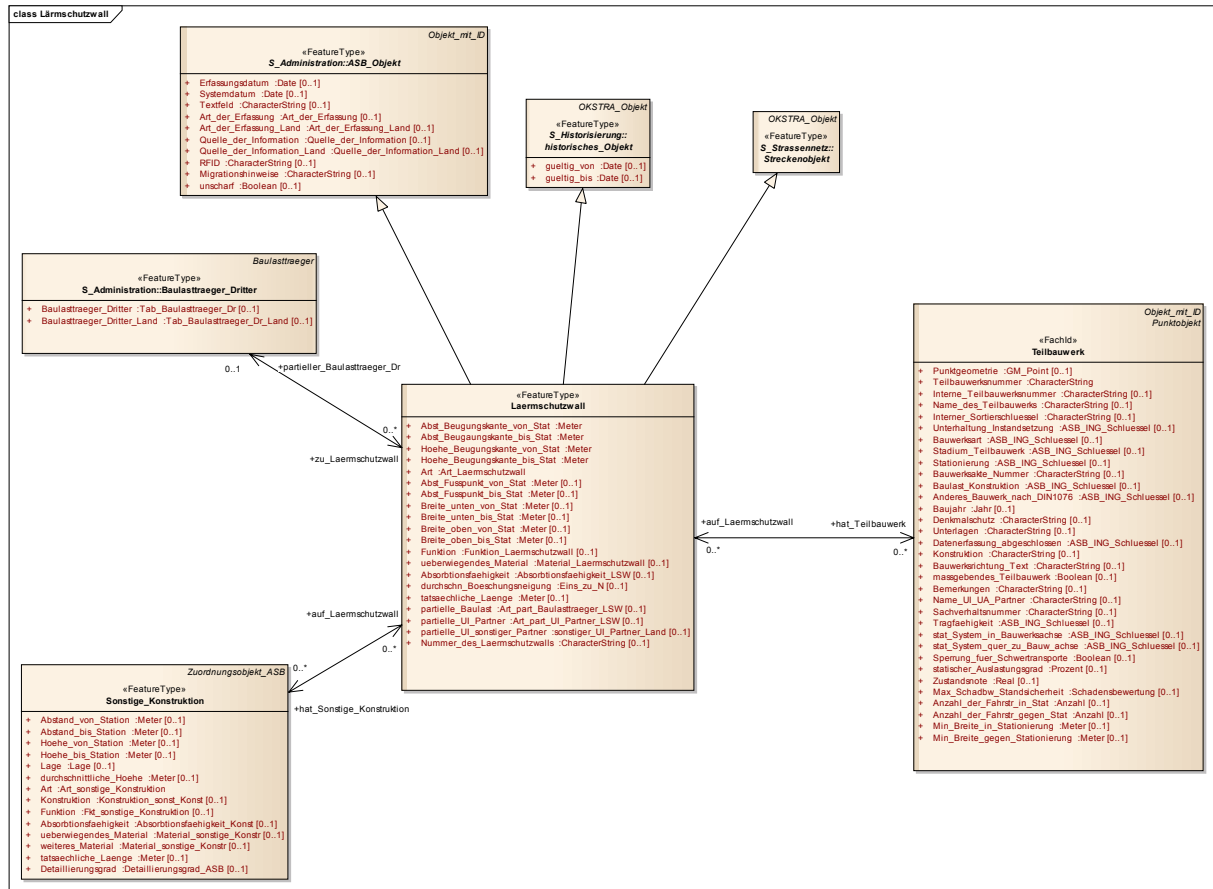 class Lärmschutzwall
Objekt_mit_ID
«FeatureType»
S_Administration::ASB_Objekt
+ Erfassungsdatum :Date [0..1]
+ Systemdatum :Date [0..1]
+ Textfeld :CharacterString [0..1]
+ Art_der_Erfassung :Art_der_Erfassung [0..1]
+ Art_der_Erfassung_Land :Art_der_Erfassung_Land [0..1]
+ Quelle_der_Information :Quelle_der_Information [0..1]
+ Quelle_der_Information_Land :Quelle_der_Information_Land [0..1]
+ RFID :CharacterString [0..1]
+ Migrationshinweise :CharacterString [0..1]
+ unscharf :Boolean [0..1]
OKSTRA_Objekt
«FeatureType»
S_Historisierung::
historisches_Objekt
+ gueltig_von :Date [0..1]
+ gueltig_bis :Date [0..1]
OKSTRA_Objekt
«FeatureType»
S_Strassennetz::
Streckenobjekt
Baulasttraeger
«FeatureType»
S_Administration::Baulasttraeger_Dritter
+ Baulasttraeger_Dritter :Tab_Baulasttraeger_Dr [0..1]
+ Baulasttraeger_Dritter_Land :Tab_Baulasttraeger_Dr_Land [0..1]
0..1
+partieller_Baulasttraeger_Dr
0..*
+zu_Laermschutzwall
«FeatureType»
Laermschutzwall
+ Abst_Beugungskante_von_Stat :Meter
+ Abst_Beugaungskante_bis_Stat :Meter
+ Hoehe_Beugungskante_von_Stat :Meter
+ Hoehe_Beugungskante_bis_Stat :Meter
+ Art :Art_Laermschutzwall
+ Abst_Fusspunkt_von_Stat :Meter [0..1]
+ Abst_Fusspunkt_bis_Stat :Meter [0..1]
+ Breite_unten_von_Stat :Meter [0..1]
+ Breite_unten_bis_Stat :Meter [0..1]
+ Breite_oben_von_Stat :Meter [0..1]
+ Breite_oben_bis_Stat :Meter [0..1]
+ Funktion :Funktion_Laermschutzwall [0..1]
+ ueberwiegendes_Material :Material_Laermschutzwall [0..1]
+ Absorbtionsfaehigkeit :Absorbtionsfaehigkeit_LSW [0..1]
+ durchschn_Boeschungsneigung :Eins_zu_N [0..1]
+ tatsaechliche_Laenge :Meter [0..1]
+ partielle_Baulast :Art_part_Baulasttraeger_LSW [0..1]
+ partielle_UI_Partner :Art_part_UI_Partner_LSW [0..1]
+ partielle_UI_sonstiger_Partner :sonstiger_UI_Partner_Land [0..1]
+ Nummer_des_Laermschutzwalls :CharacterString [0..1]
+auf_Laermschutzwall
0..*
+hat_Teilbauwerk
0..*
Objekt_mit_ID
Punktobjekt
«FachId»
Teilbauwerk
+ Punktgeometrie :GM_Point [0..1]
+ Teilbauwerksnummer :CharacterString
+ Interne_Teilbauwerksnummer :CharacterString [0..1]
+ Name_des_Teilbauwerks :CharacterString [0..1]
+ Interner_Sortierschluessel :CharacterString [0..1]
+ Unterhaltung_Instandsetzung :ASB_ING_Schluessel [0..1]
+ Bauwerksart :ASB_ING_Schluessel [0..1]
+ Stadium_Teilbauwerk :ASB_ING_Schluessel [0..1]
+ Stationierung :ASB_ING_Schluessel [0..1]
+ Bauwerksakte_Nummer :CharacterString [0..1]
+ Baulast_Konstruktion :ASB_ING_Schluessel [0..1]
+ Anderes_Bauwerk_nach_DIN1076 :ASB_ING_Schluessel [0..1]
+ Baujahr :Jahr [0..1]
+ Denkmalschutz :CharacterString [0..1]
+ Unterlagen :CharacterString [0..1]
+ Datenerfassung_abgeschlossen :ASB_ING_Schluessel [0..1]
+ Konstruktion :CharacterString [0..1]
+ Bauwerksrichtung_Text :CharacterString [0..1]
+ massgebendes_Teilbauwerk :Boolean [0..1]
+ Bemerkungen :CharacterString [0..1]
+ Name_UI_UA_Partner :CharacterString [0..1]
+ Sachverhaltsnummer :CharacterString [0..1]
+ Tragfaehigkeit :ASB_ING_Schluessel [0..1]
+ stat_System_in_Bauwerksachse :ASB_ING_Schluessel [0..1]
+ stat_System_quer_zu_Bauw_achse :ASB_ING_Schluessel [0..1]
+ Sperrung_fuer_Schwertransporte :Boolean [0..1]
+ statischer_Auslastungsgrad :Prozent [0..1]
+ Zustandsnote :Real [0..1]
+ Max_Schadbw_Standsicherheit :Schadensbewertung [0..1]
+ Anzahl_der_Fahrstr_in_Stat :Anzahl [0..1]
+ Anzahl_der_Fahrstr_gegen_Stat :Anzahl [0..1]
+ Min_Breite_in_Stationierung :Meter [0..1]
+ Min_Breite_gegen_Stationierung :Meter [0..1]
+auf_Laermschutzwall
0..*
0..*
+hat_Sonstige_Konstruktion
Zuordnungsobjekt_ASB
«FeatureType»
Sonstige_Konstruktion
+ Abstand_von_Station :Meter [0..1]
+ Abstand_bis_Station :Meter [0..1]
+ Hoehe_von_Station :Meter [0..1]
+ Hoehe_bis_Station :Meter [0..1]
+ Lage :Lage [0..1]
+ durchschnittliche_Hoehe :Meter [0..1]
+ Art :Art_sonstige_Konstruktion
+ Konstruktion :Konstruktion_sonst_Konst [0..1]
+ Funktion :Fkt_sonstige_Konstruktion [0..1]
+ Absorbtionsfaehigkeit :Absorbtionsfaehigkeit_Konst [0..1]
+ ueberwiegendes_Material :Material_sonstige_Konstr [0..1]
+ weiteres_Material :Material_sonstige_Konstr [0..1]
+ tatsaechliche_Laenge :Meter [0..1]
+ Detaillierungsgrad :Detaillierungsgrad_ASB [0..1]